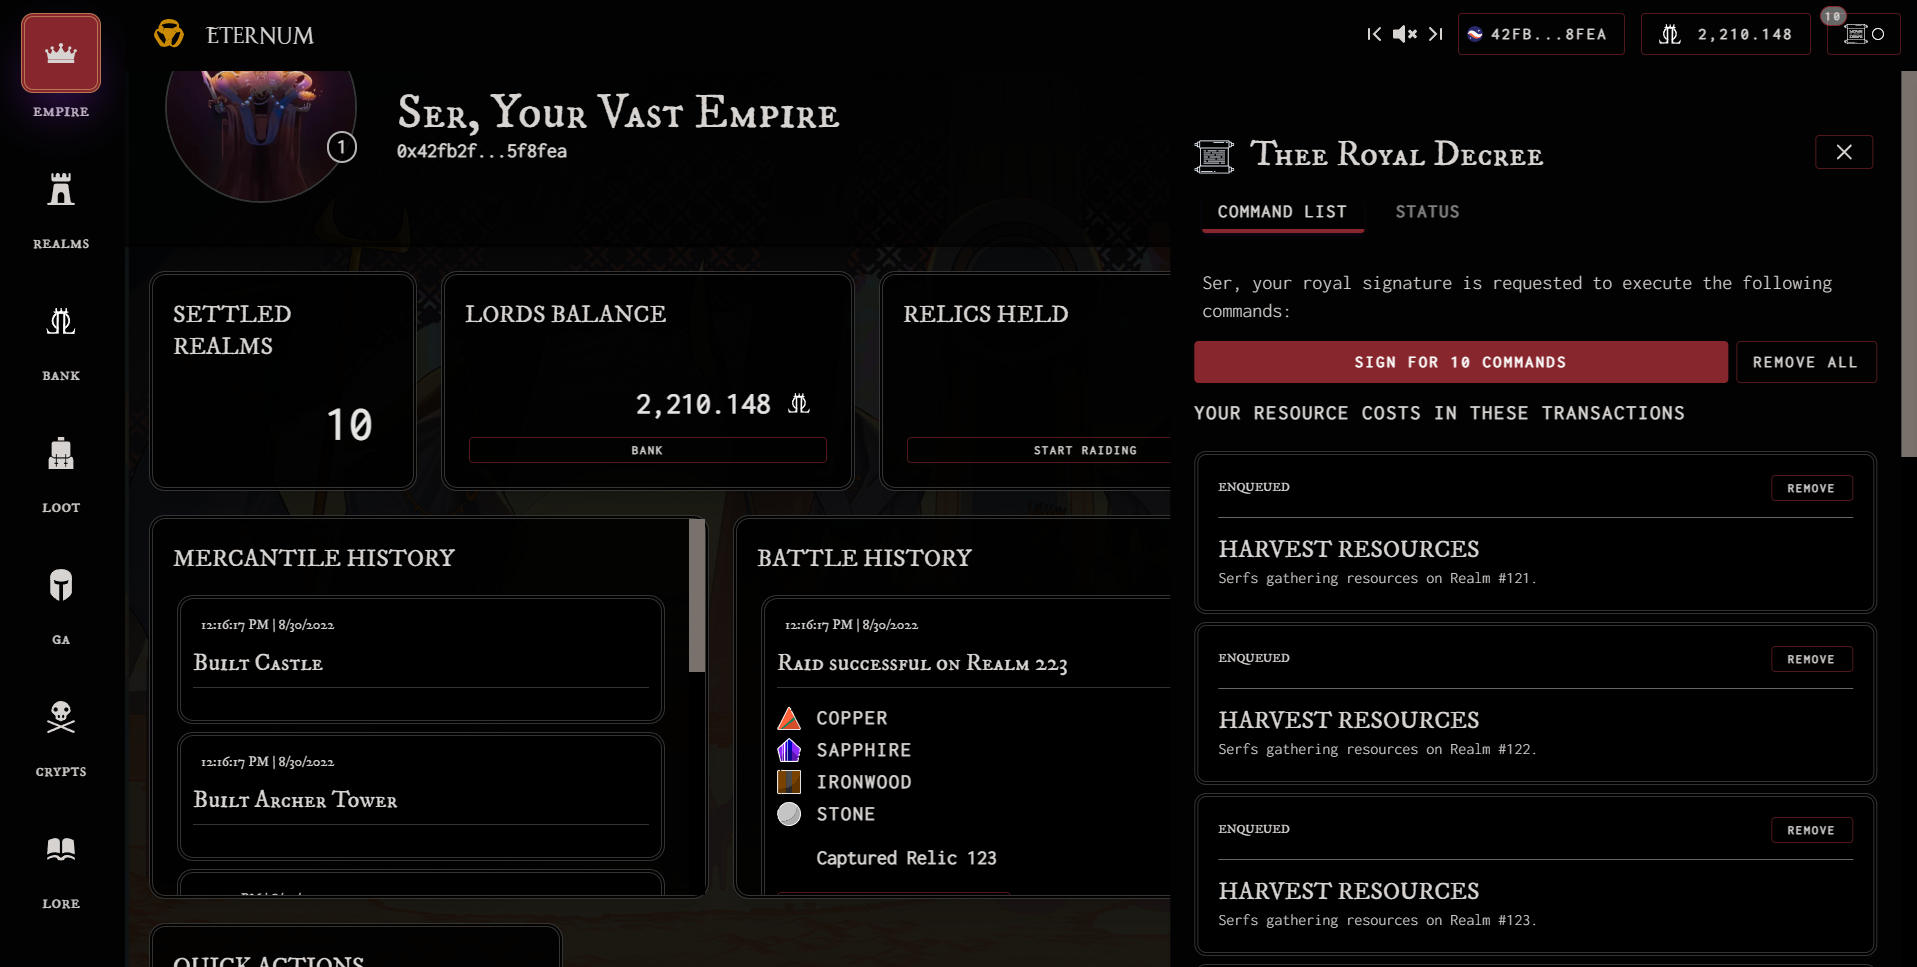 EMPIRE
REALMS
BANK
LOOT
GA
CRYPTS
LORE
ETERNUM
42FB...8FEA
2,210.148
10
Ser, Your Vast Empire
0x42fb2f...5f8fea
1
SETTLED
REALMS
10
LORDS BALANCE
2,210.148
BANK
RELICS HELD
START RAIDING
MERCANTILE HISTORY
12:16:17 PM | 8/30/2022
Built Castle
12:16:17 PM | 8/30/2022
Built Archer Tower
BATTLE HISTORY
12:16:17 PM | 8/30/2022
Raid successful on Realm 223
COPPER
SAPPHIRE
IRONWOOD
STONE
Captured Relic 123
QUICK ACTIONS
Thee Royal Decree
COMMAND LIST STATUS
Ser, your royal signature is requested to execute the following
commands:
SIGN FOR 10 COMMANDS
REMOVE ALL
YOUR RESOURCE COSTS IN THESE TRANSACTIONS
ENQUEUED
REMOVE
HARVEST RESOURCES
Serfs gathering resources on Realm #121.
ENQUEUED
REMOVE
HARVEST RESOURCES
Serfs gathering resources on Realm #122.
ENQUEUED
REMOVE
HARVEST RESOURCES
Serfs gathering resources on Realm #123.